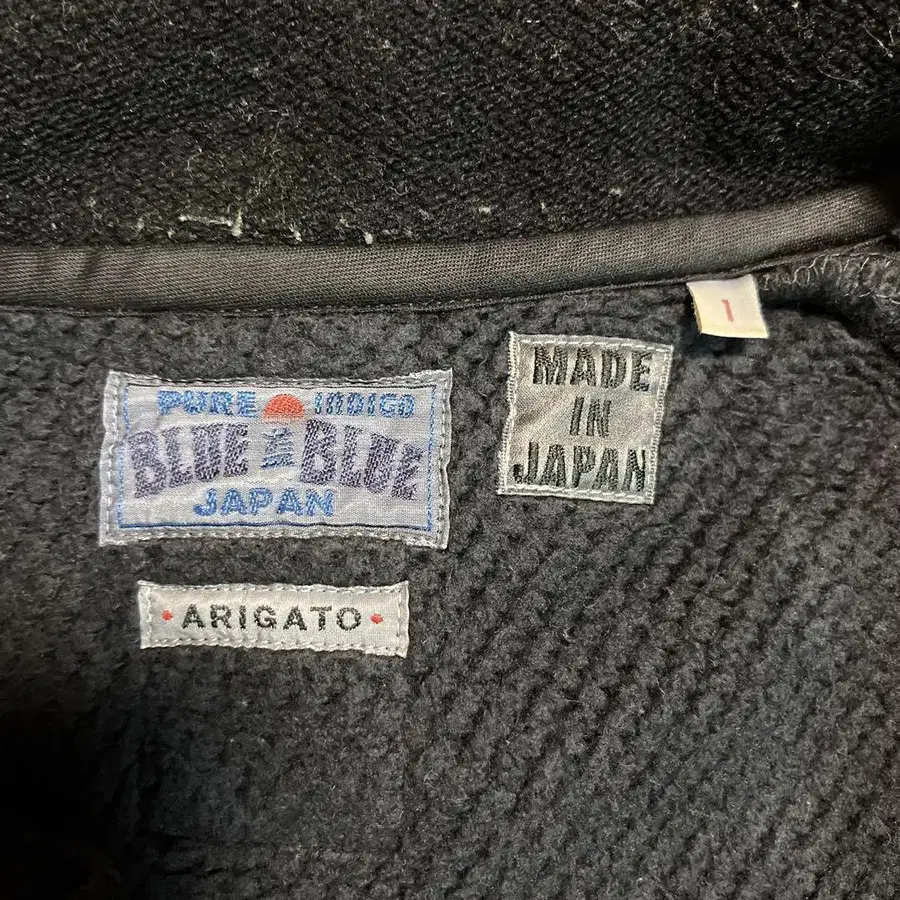 PURE INDIGO
BLUE BLUE
JAPAN
ARIGATO
MADE
IN
JAPAN
1